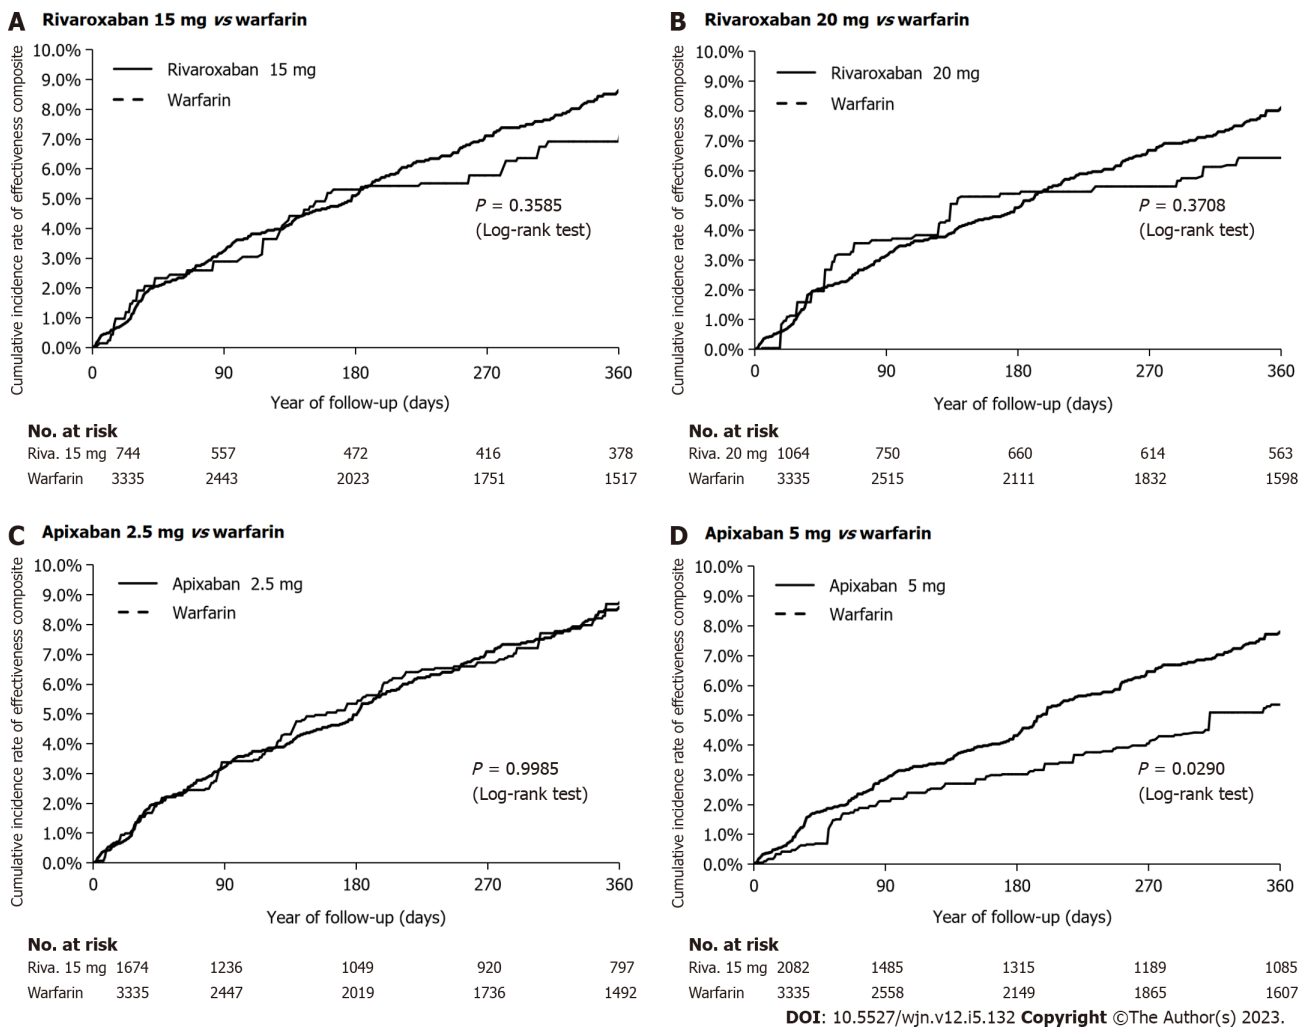 A Rivaroxaban 15 mg vs warfarin
Cumulative incidence rate of effectiveness composite
10.0%
9.0%
8.0%
7.0%
6.0%
5.0%
4.0%
3.0%
2.0%
1.0%
0.0%
Rivaroxaban 15 mg
Warfarin
P = 0.3585
(Log-rank test)
0 90 180 270 360
Year of follow-up (days)
No. at risk
Riva. 15 mg 744 557 472 416 378
Warfarin 3335 2443 2023 1751 1517
B Rivaroxaban 20 mg vs warfarin
Cumulative incidence rate of effectiveness composite
10.0%
9.0%
8.0%
7.0%
6.0%
5.0%
4.0%
3.0%
2.0%
1.0%
0.0%
Rivaroxaban 20 mg
Warfarin
P = 0.3708
(Log-rank test)
0 90 180 270 360
Year of follow-up (days)
No. at risk
Riva. 20 mg 1064 750 660 614 563
Warfarin 3335 2515 2111 1832 1598
C Apixaban 2.5 mg vs warfarin
Cumulative incidence rate of effectiveness composite
10.0%
9.0%
8.0%
7.0%
6.0%
5.0%
4.0%
3.0%
2.0%
1.0%
0.0%
Apixaban 2.5 mg
Warfarin
P = 0.9985
(Log-rank test)
0 90 180 270 360
Year of follow-up (days)
No. at risk
Riva. 15 mg 1674 1236 1049 920 797
Warfarin 3335 2447 2019 1736 1492
D Apixaban 5 mg vs warfarin
Cumulative incidence rate of effectiveness composite
10.0%
9.0%
8.0%
7.0%
6.0%
5.0%
4.0%
3.0%
2.0%
1.0%
0.0%
Apixaban 5 mg
Warfarin
P = 0.0290
(Log-rank test)
0 90 180 270 360
Year of follow-up (days)
No. at risk
Riva. 15 mg 2082 1485 1315 1189 1085
Warfarin 3335 2558 2149 1865 1607
DOI: 10.5527/wjn.v12.i5.132 Copyright ©The Author(s) 2023.